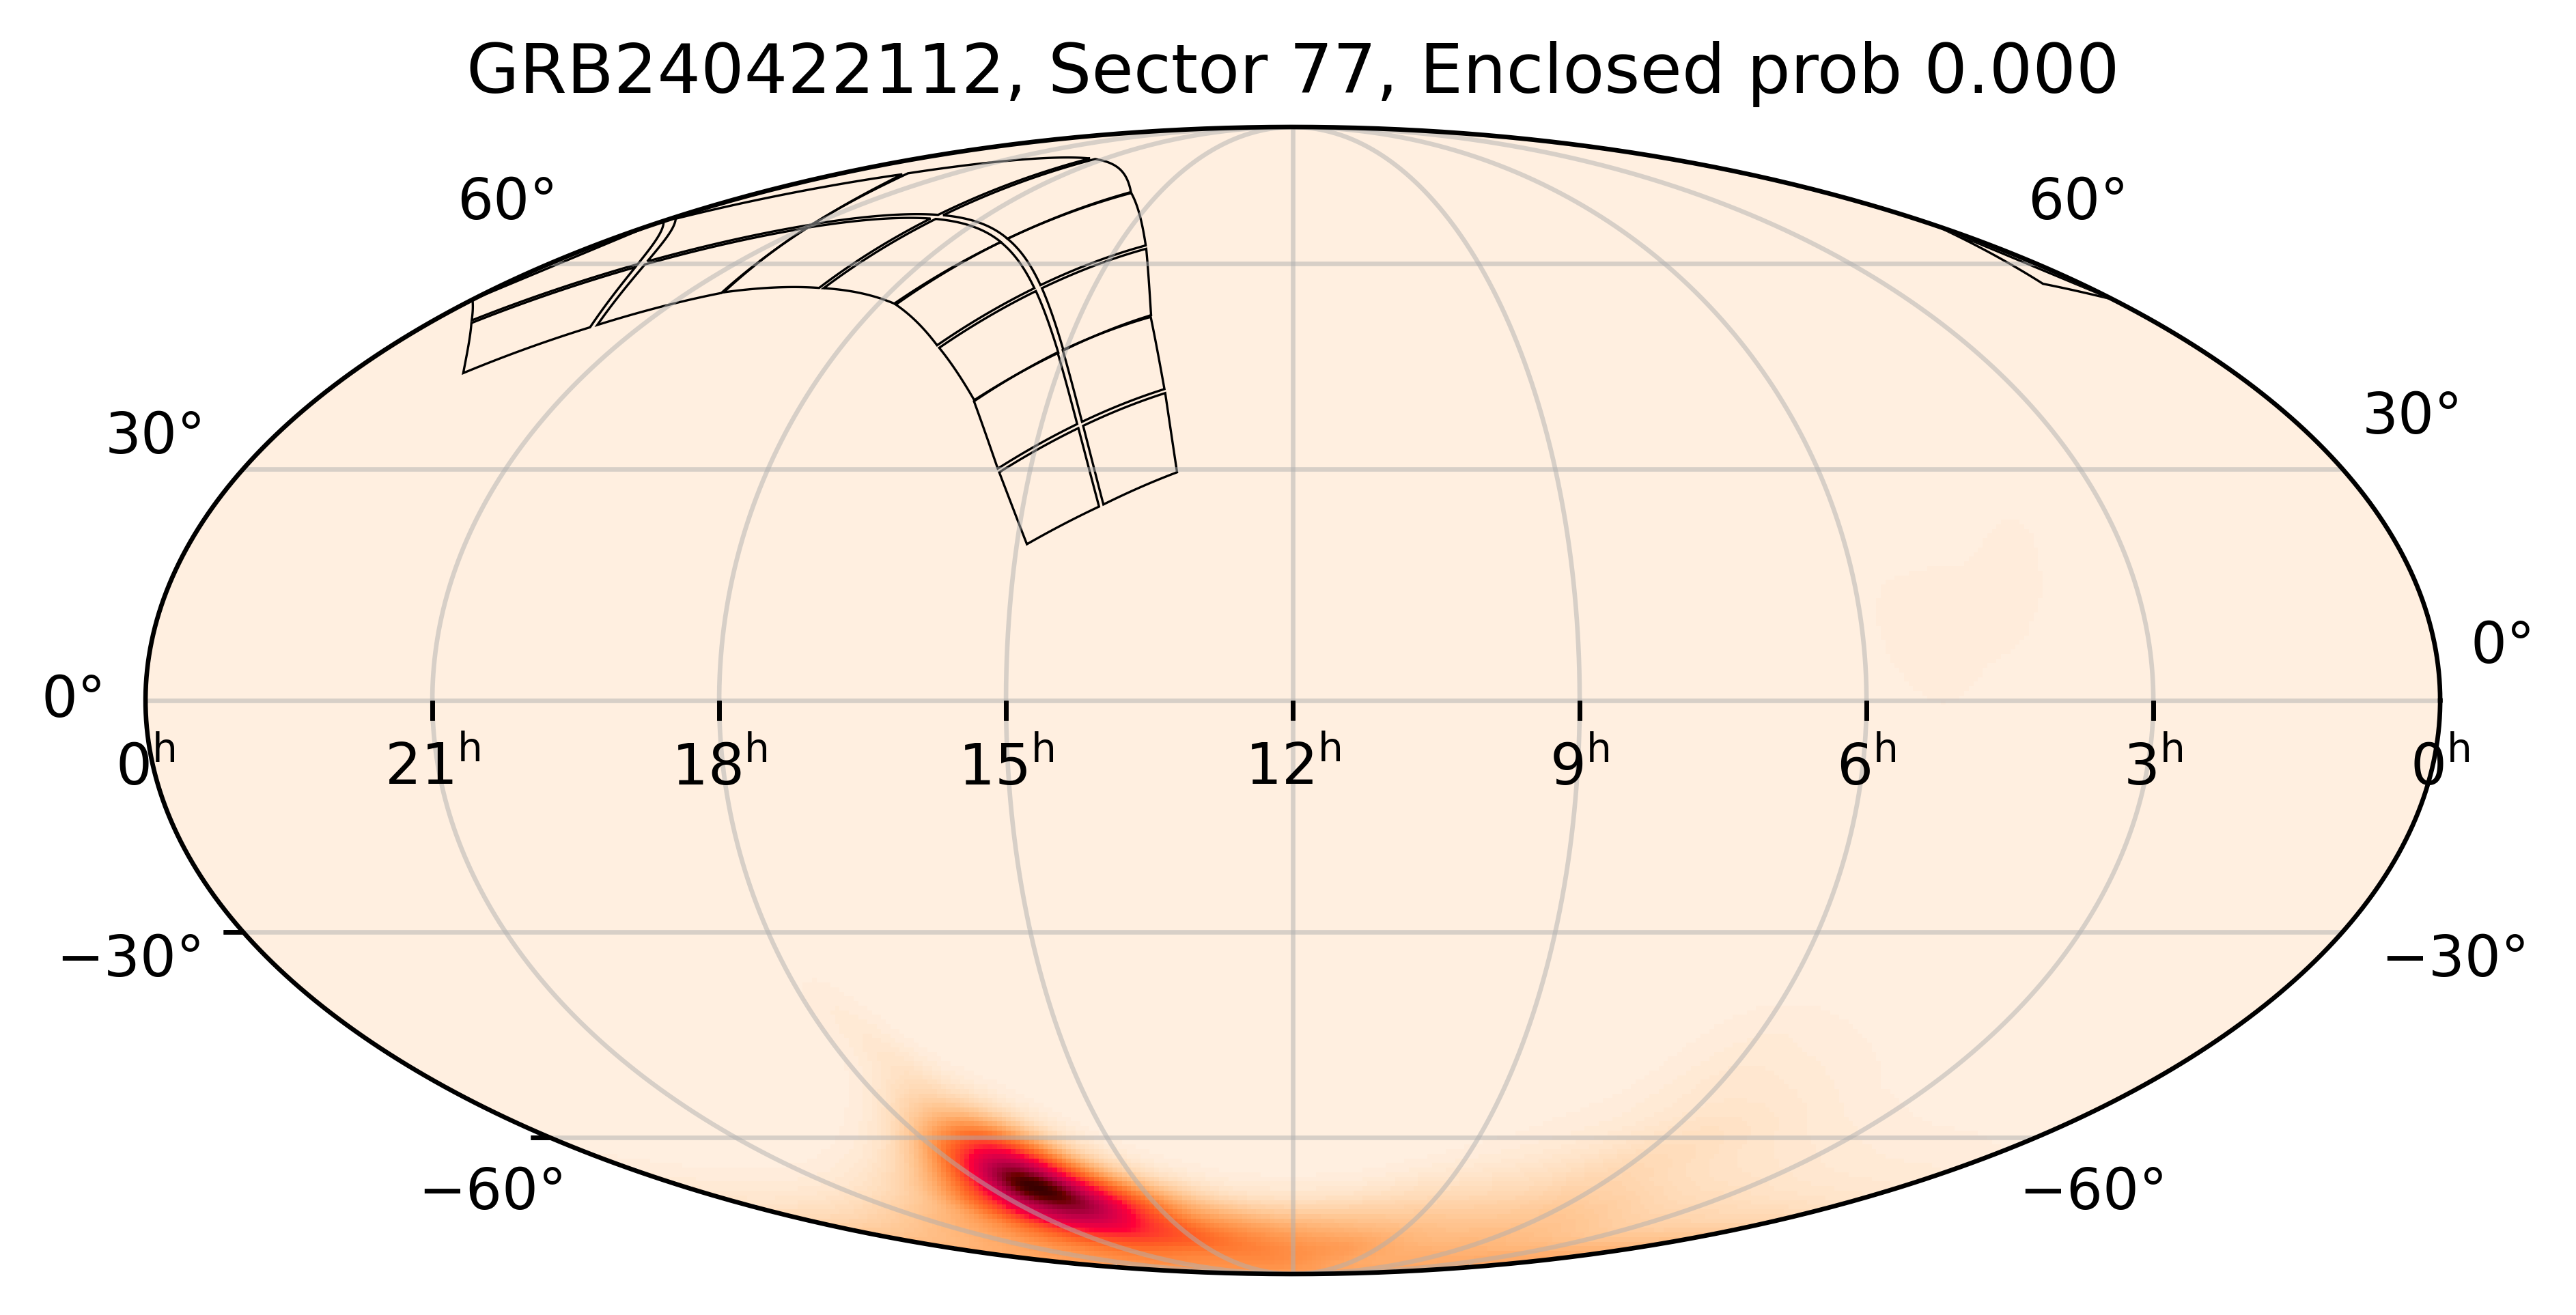 GRB240422112, Sector 77, Enclosed prob 0.000
60° 60°
30° 30°
0° 0°
0h 21h 18h 15h 12h 9h 6h 3h 0h
−30° −30°
−60° −60°